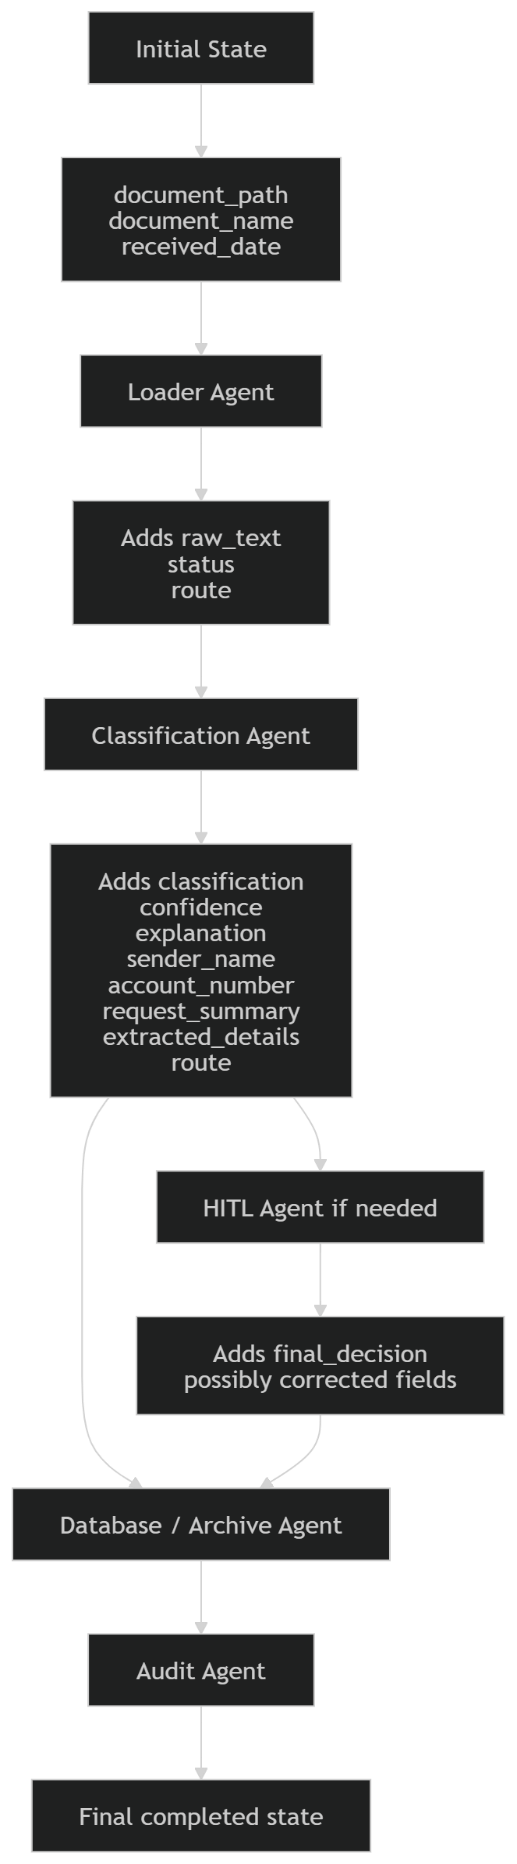 Initial State
document_path
document_name
received_date
Loader Agent
Adds raw_text
status
route
Classification Agent
Adds classification
confidence
explanation
sender_name
account_number
request_summary
extracted_details
route
HITL Agent if needed
Adds final_decision
possibly corrected fields
Database / Archive Agent
Audit Agent
Final completed state